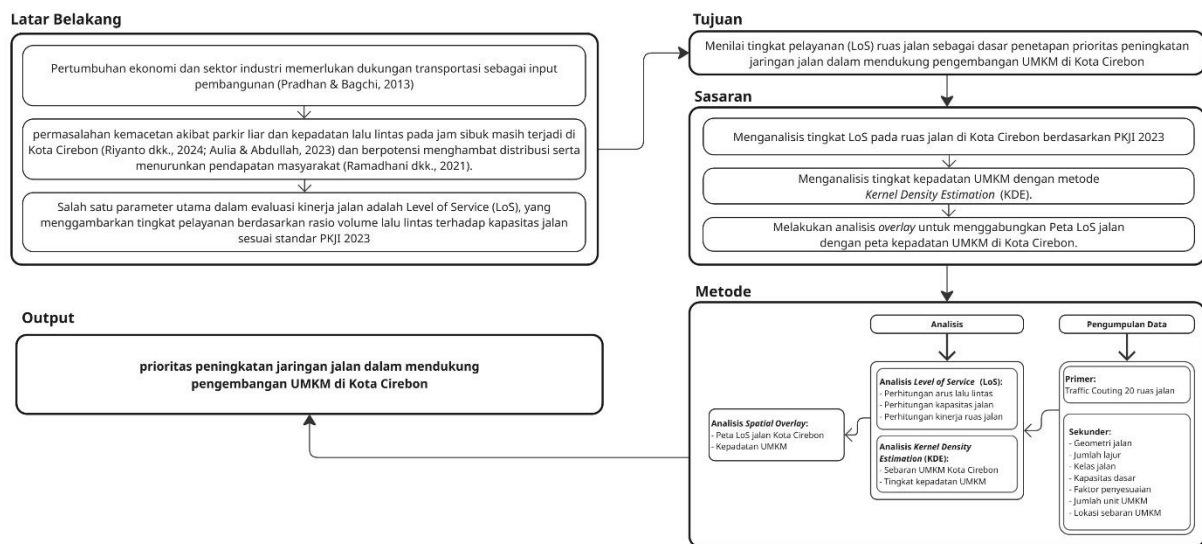 Latar Belakang
Pertumbuhan ekonomi dan sektor industri memerlukan dukungan transportasi sebagai input
pembangunan (Pradhan & Bagchi, 2013)
permasalahan kemacetan akibat parkir liar dan kepadatan lalu lintas pada jam sibuk masih terjadi di
Kota Cirebon (Riyanto dkk., 2024; Aulia & Abdullah, 2023) dan berpotensi menghambat distribusi serta
menurunkan pendapatan masyarakat (Ramadhani dkk., 2021).
Salah satu parameter utama dalam evaluasi kinerja jalan adalah Level of Service (LoS), yang
menggambarkan tingkat pelayanan berdasarkan rasio volume lalu lintas terhadap kapasitas jalan
sesuai standar PKJI 2023
Tujuan
Menilai tingkat pelayanan (LoS) ruas jalan sebagai dasar penetapan prioritas peningkatan
jaringan jalan dalam mendukung pengembangan UMKM di Kota Cirebon
Sasaran
Menganalisis tingkat LoS pada ruas jalan di Kota Cirebon berdasarkan PKJI 2023
Menganalisis tingkat kepadatan UMKM dengan metode
Kernel Density Estimation (KDE).
Melakukan analisis overlay untuk menggabungkan Peta LoS jalan
dengan peta kepadatan UMKM di Kota Cirebon.
Metode
Pengumpulan Data
Primer:
Traffic Couting 20 ruas jalan
Sekunder:
- Geometri jalan
- Jumlah lajur
- Kelas jalan
- Kapasitas dasar
- Faktor penyesuaian
- Jumlah unit UMKM
- Lokasi sebaran UMKM
Analisis
Analisis Level of Service (LoS):
- Perhitungan arus lalu lintas
- Perhitungan kapasitas jalan
- Perhitungan kinerja ruas jalan
Analisis Kernel Density
Estimation (KDE):
- Sebaran UMKM Kota Cirebon
- Tingkat kepadatan UMKM
Analisis Spatial Overlay:
- Peta LoS jalan Kota Cirebon
- Kepadatan UMKM
Output
prioritas peningkatan jaringan jalan dalam mendukung
pengembangan UMKM di Kota Cirebon